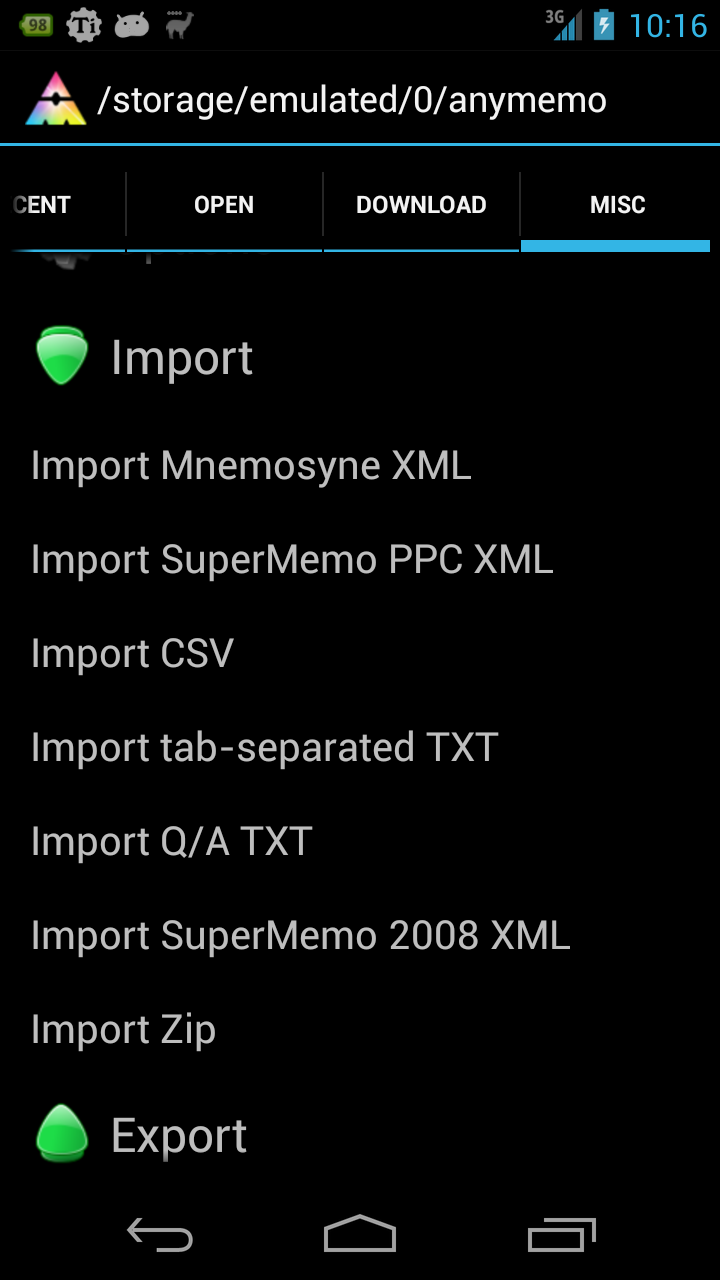 98
3G
10:16
/storage/emulated/0/anymemo
CENT
OPEN
DOWNLOAD
MISC
Import
Import Mnemosyne XML
Import SuperMemo PPC XML
Import CSV
Import tab-separated TXT
Import Q/A TXT
Import SuperMemo 2008 XML
Import Zip
Export